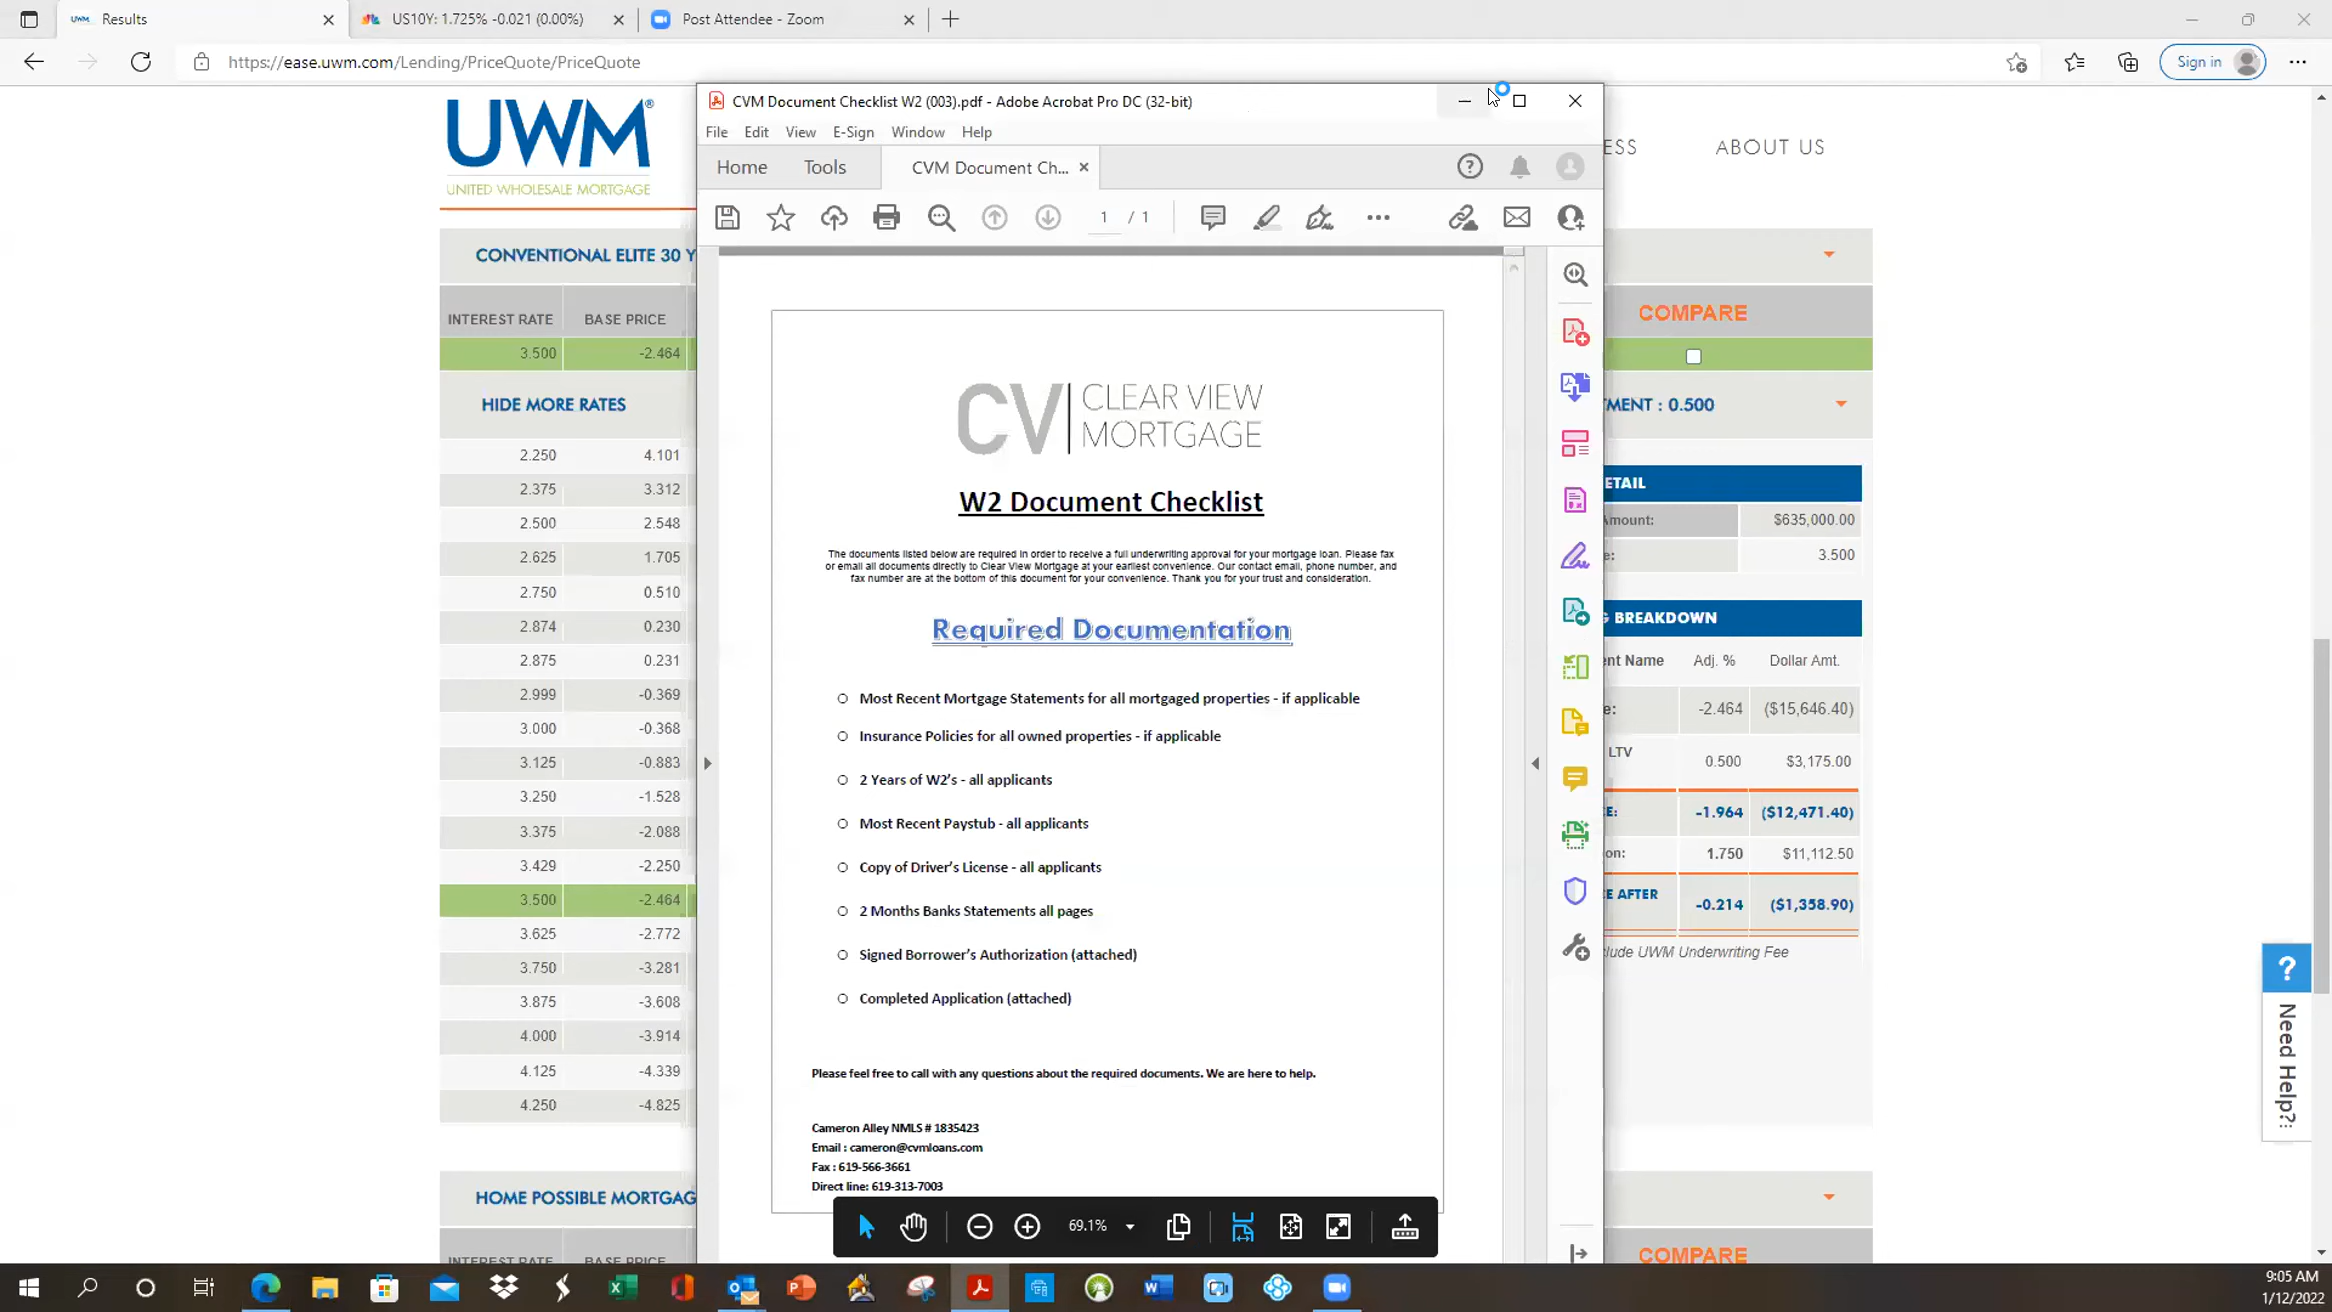 Results
US10Y: 1.725% -0.021 (0.00%)
Post Attendee - Zoom
https://ease.uwm.com/Lending/PriceQuote/PriceQuote
Sign in
UWM
UNITED WHOLESALE MORTGAGE
ESS
ABOUT US
CONVENTIONAL ELITE 30 Y
INTEREST RATE BASE PRICE
3.500 -2.464
HIDE MORE RATES
2.250 4.101
2.375 3.312
2.500 2.548
2.625 1.705
2.750 0.510
2.874 0.230
2.875 0.231
2.999 -0.369
3.000 -0.368
3.125 -0.883
3.250 -1.528
3.375 -2.088
3.429 -2.250
3.500 -2.464
3.625 -2.772
3.750 -3.281
3.875 -3.608
4.000 -3.914
4.125 -4.339
4.250 -4.825
HOME POSSIBLE MORTGAG
INTEREST RATE BASE PRICE
CVM Document Checklist W2 (003).pdf - Adobe Acrobat Pro DC (32-bit)
File Edit View E-Sign Window Help
Home Tools CVM Document Ch...
1 / 1
CV CLEAR VIEW
MORTGAGE
W2 Document Checklist
The documents listed below are required in order to receive a full underwriting approval for your mortgage loan. Please fax
or email all documents directly to Clear View Mortgage at your earliest convenience. Our contact email, phone number, and
fax number are at the bottom of this document for your convenience. Thank you for your trust and consideration.
Required Documentation
Most Recent Mortgage Statements for all mortgaged properties - if applicable
Insurance Policies for all owned properties - if applicable
2 Years of W2's - all applicants
Most Recent Paystub - all applicants
Copy of Driver's License - all applicants
2 Months Banks Statements all pages
Signed Borrower's Authorization (attached)
Completed Application (attached)
Please feel free to call with any questions about the required documents. We are here to help.
Cameron Alley NMLS # 1835423
Email : cameron@cvmloans.com
Fax : 619-566-3661
Direct line: 619-313-7003
69.1%
COMPARE
TMENT : 0.500
ETAIL
Amount: $635,000.00
e: 3.500
G BREAKDOWN
ent Name Adj. % Dollar Amt.
e: -2.464 ($15,646.40)
LTV 0.500 $3,175.00
E: -1.964 ($12,471.40)
on: 1.750 $11,112.50
E AFTER -0.214 ($1,358.90)
lude UWM Underwriting Fee
COMPARE
?
Need Help?
9:05 AM
1/12/2022